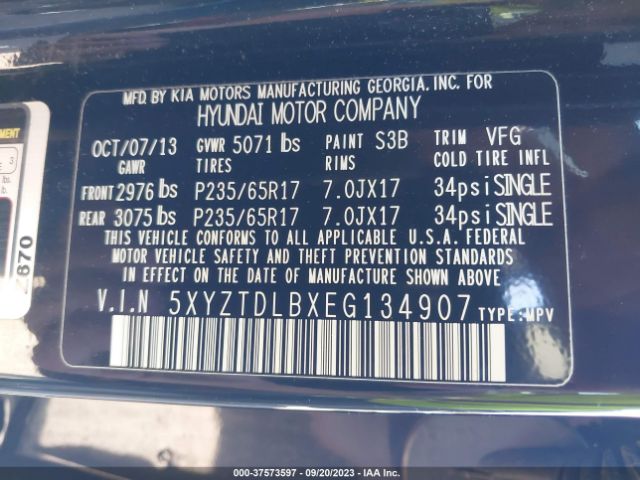 MFD. BY KIA MOTORS MANUFACTURING GEORGIA, INC. FOR
HYUNDAI MOTOR COMPANY
OCT/07/13 GVWR 5071 lbs PAINT S3B TRIM VFG
GAWR TIRES RIMS COLD TIRE INFL
FRONT 2976 lbs P235/65R17 7.0JX17 34psi SINGLE
REAR 3075 lbs P235/65R17 7.0JX17 34psi SINGLE
THIS VEHICLE CONFORMS TO ALL APPLICABLE U.S.A. FEDERAL
MOTOR VEHICLE SAFETY AND THEFT PREVENTION STANDARDS
IN EFFECT ON THE DATE OF MANUFACTURE SHOWN ABOVE.
V.I.N 5XYZTDLBXEG134907 TYPE:MPV
3
000-37573597 - 09/20/2023 - IAA Inc.